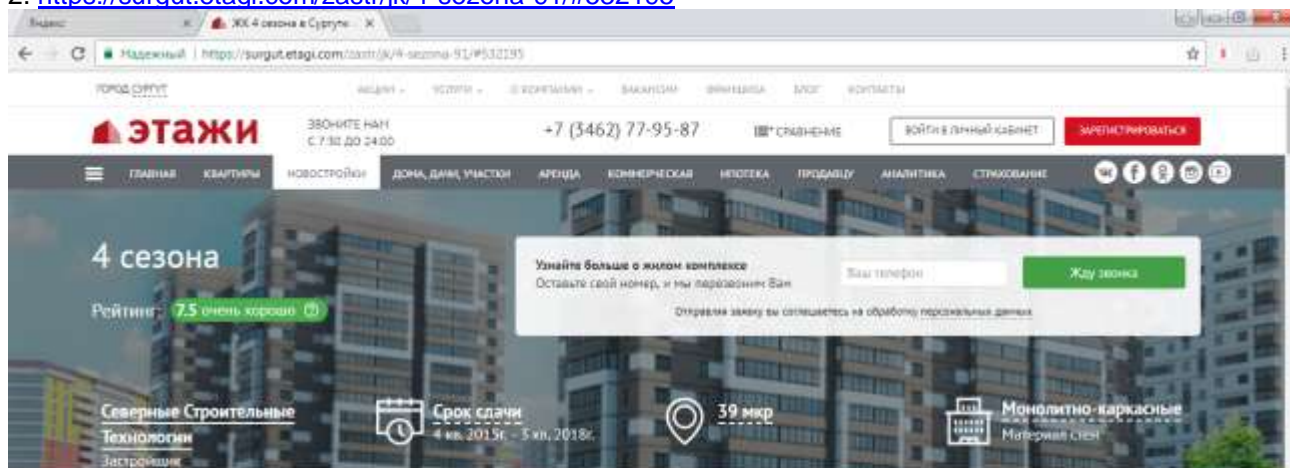 2. https://surgut.etagi.com/zastr/jk/4-sezona-91/#532195
Яндекс
ЖК 4 сезона в Сургуте
Надежный
https://surgut.etagi.com/zastr/jk/4-sezona-91/#532195
ГОРОД СУРГУТ
АКЦИИ
УСЛУГИ
О КОМПАНИИ
ВАКАНСИИ
ФРАНШИЗА
БЛОГ
КОНТАКТЫ
этажи
ЗВОНИТЕ НАМ
С 7:30 ДО 24:00
+7 (3462) 77-95-87
СРАВНЕНИЕ
ВОЙТИ В ЛИЧНЫЙ КАБИНЕТ
ЗАРЕГИСТРИРОВАТЬСЯ
ГЛАВНАЯ
КВАРТИРЫ
НОВОСТРОЙКИ
ДОМА, ДАЧИ, УЧАСТКИ
АРЕНДА
КОММЕРЧЕСКАЯ
ИПОТЕКА
ПРОДАВЦУ
АНАЛИТИКА
СТРАХОВАНИЕ
4 сезона
Рейтинг: 7.5 очень хорошо
Узнайте больше о жилом комплексе
Оставьте свой номер, и мы перезвоним Вам
Ваш телефон
Жду звонка
Отправляя заявку вы соглашаетесь на обработку персональных данных
Северные Строительные
Технологии
Застройщик
Срок сдачи
4 кв. 2015г. - 3 кв. 2018г.
39 мкр
Монолитно-каркасные
Материал стен